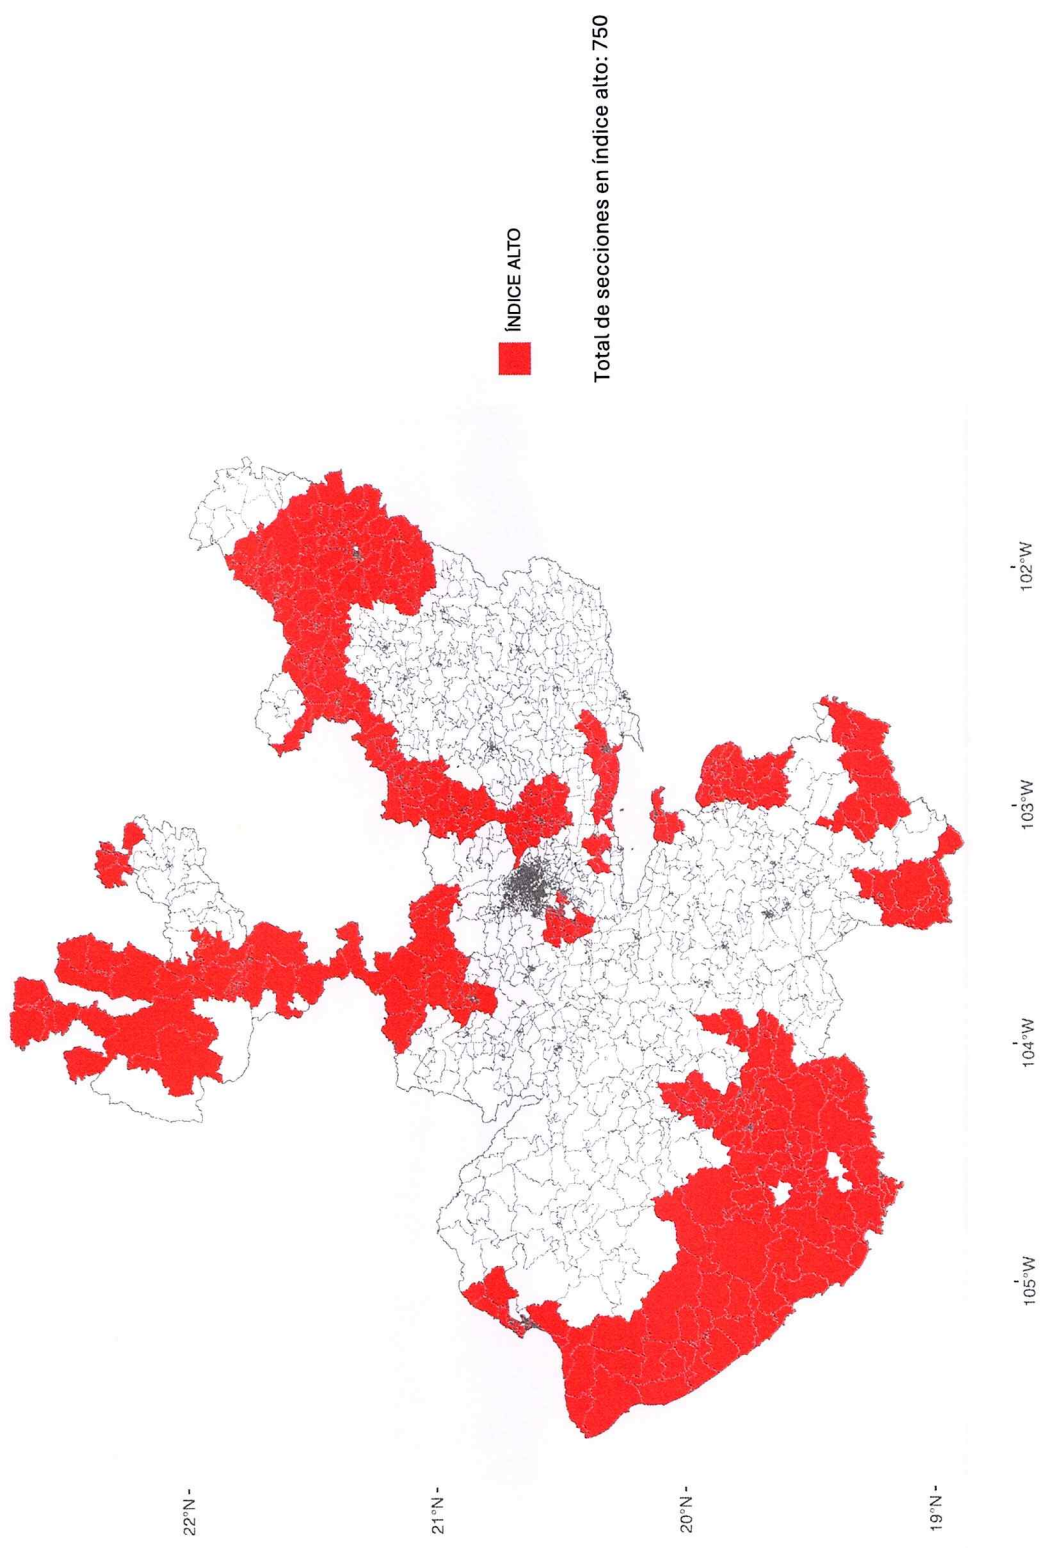 ÍNDICE ALTO
Total de secciones en índice alto: 750
22°N
21°N
20°N
19°N
105°W
104°W
103°W
102°W